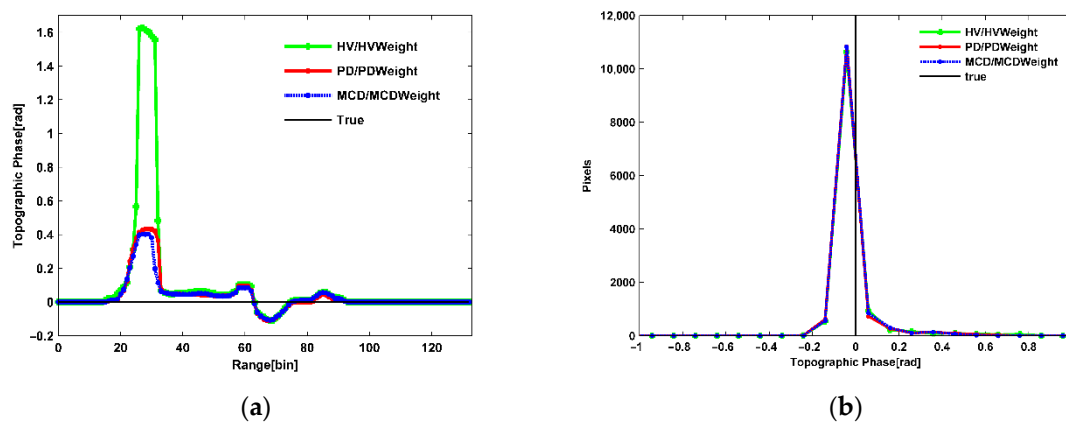 1.6
1.4
1.2
1
0.8
0.6
0.4
0.2
0
−0.2
Topographic Phase[rad]
HV/HVWeight
PD/PDWeight
MCD/MCDWeight
True
0 20 40 60 80 100 120
Range[bin]
(a)
12,000
10,000
8000
6000
4000
2000
0
Pixels
HV/HVWeight
PD/PDWeight
MCD/MCDWeight
true
−1 −0.8 −0.6 −0.4 −0.2 0 0.2 0.4 0.6 0.8
Topographic Phase[rad]
(b)